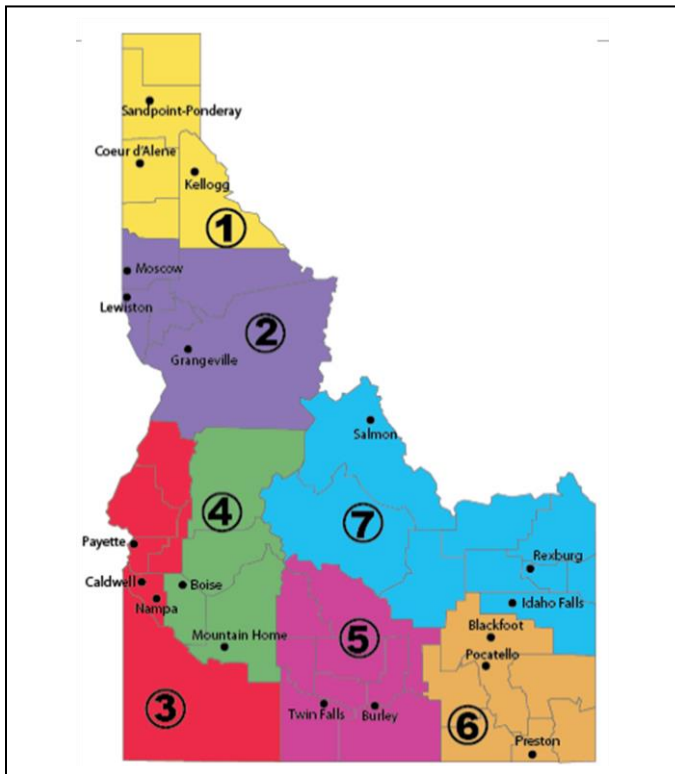 Sandpoint-Ponderay
Coeur d'Alene
Kellogg
1
Moscow
Lewiston
2
Grangeville
Salmon
4
7
Payette
Rexburg
Caldwell
Boise
Nampa
Idaho Falls
Blackfoot
Mountain Home
5
Pocatello
3
Twin Falls
Burley
6
Preston